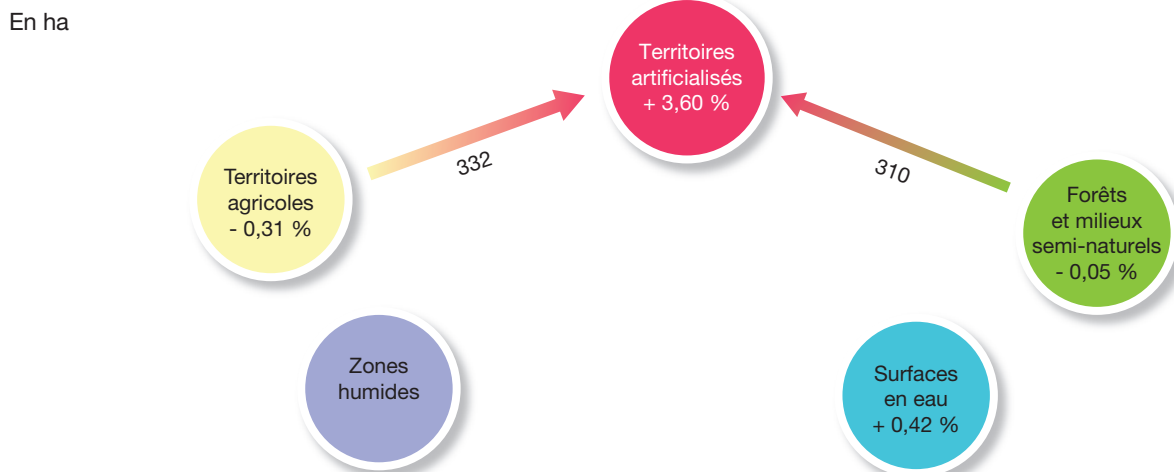 En ha
Territoires
artificialisés
+ 3,60 %
332
310
Territoires
agricoles
- 0,31 %
Forêts
et milieux
semi-naturels
- 0,05 %
Zones
humides
Surfaces
en eau
+ 0,42 %